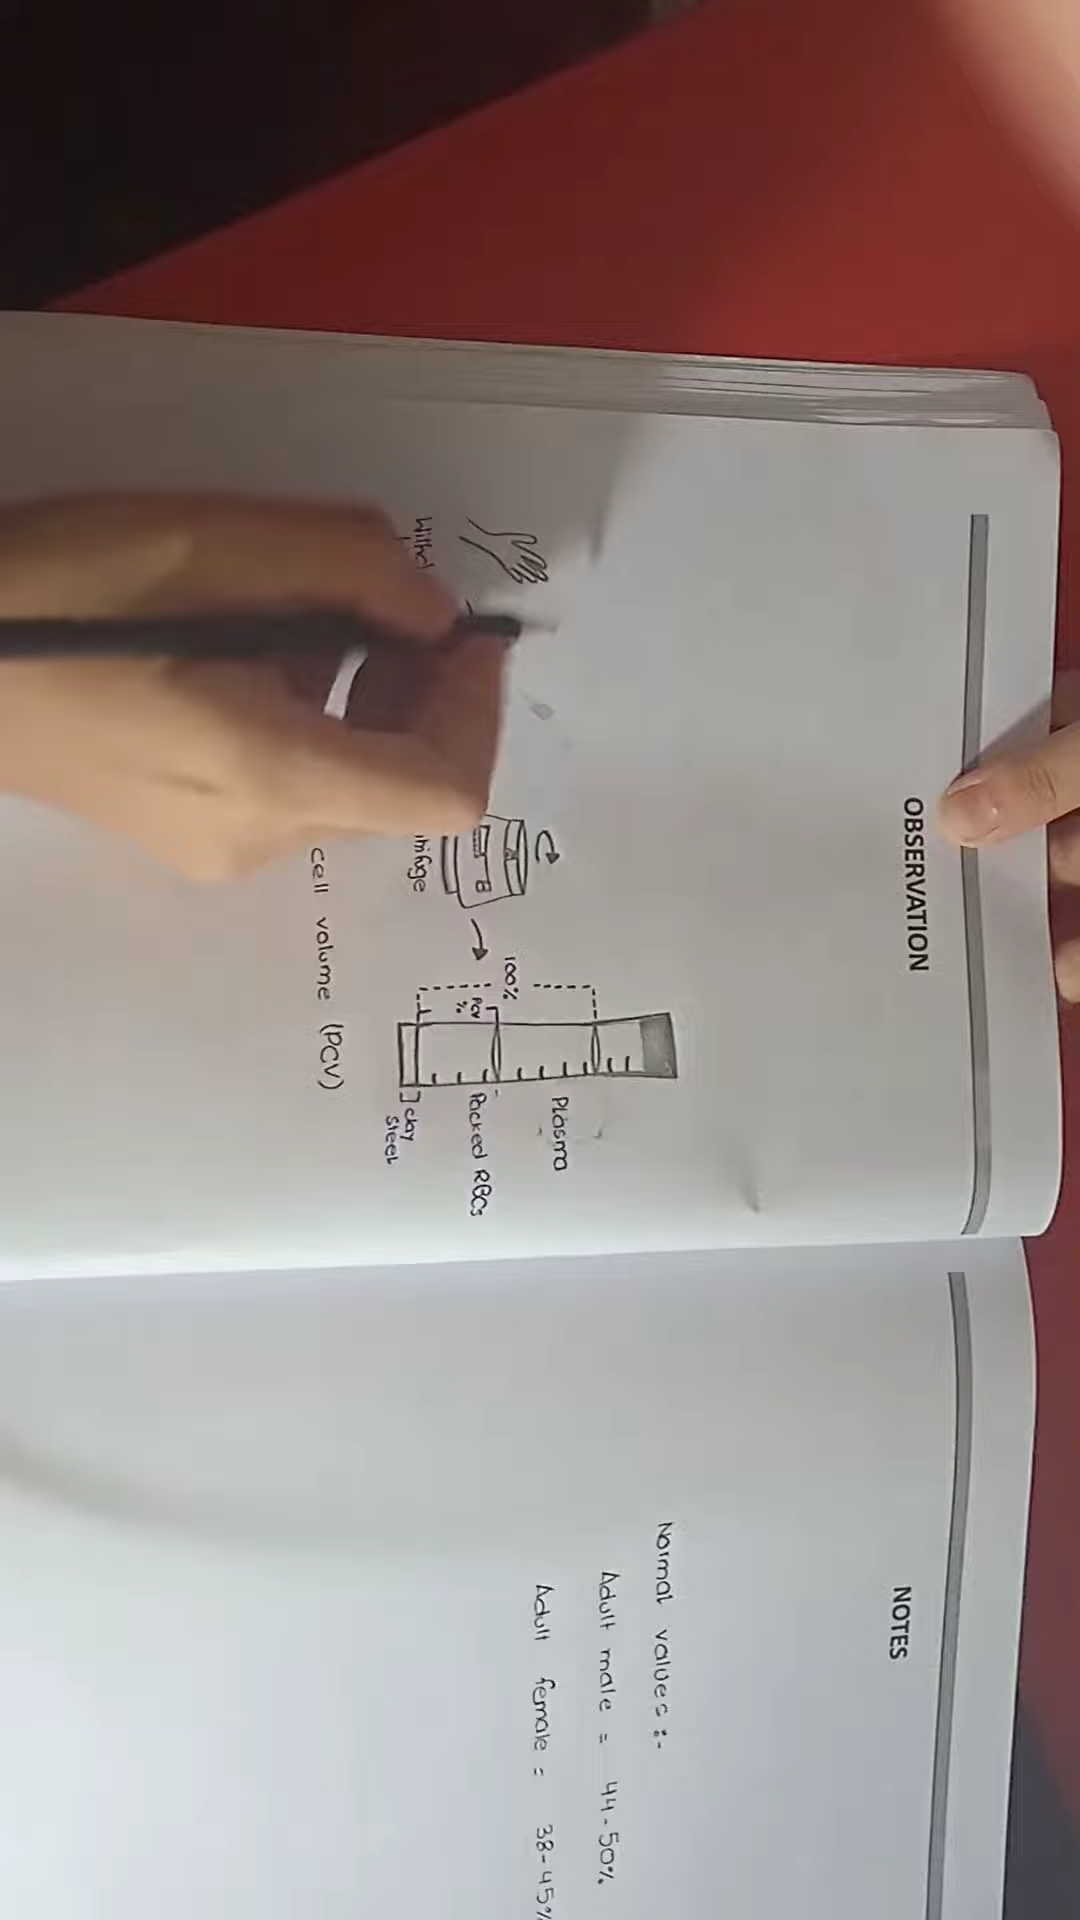 OBSERVATION
100%
PCV
%
Plasma
Packed RBCs
clay
steel
cell volume (PCV)
NOTES
Normal values :-
Adult male = 44-50%
Adult female = 38-45%